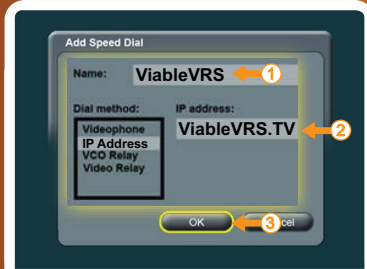 Add Speed Dial
Name: ViableVRS 1
Dial method: IP address:
Videophone ViableVRS.TV 2
IP Address
VCO Relay
Video Relay
OK 3 cel